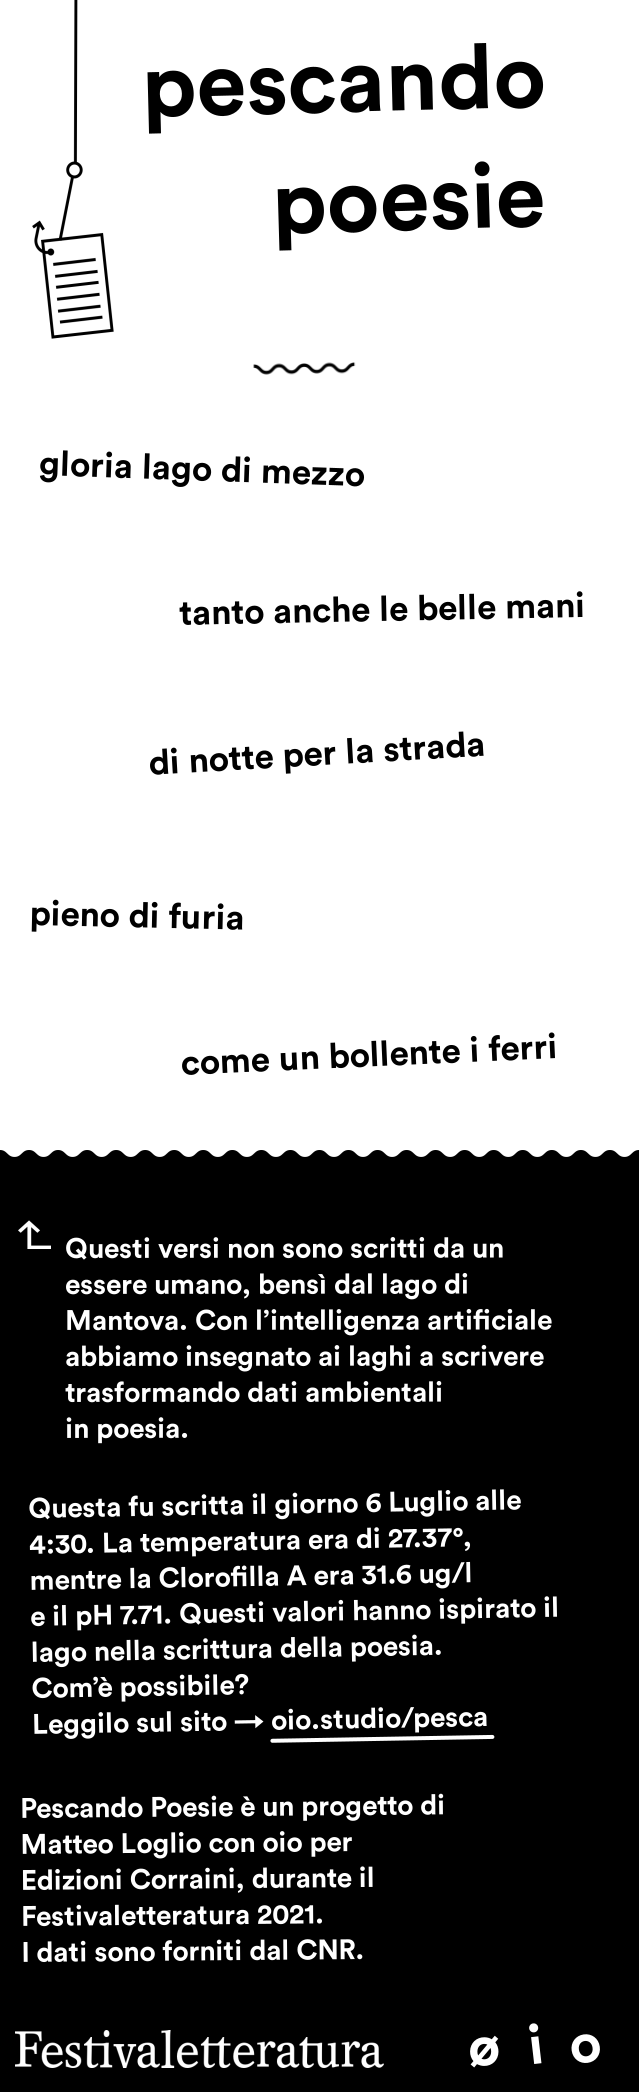 pescando
poesie
gloria lago di mezzo
tanto anche le belle mani
di notte per la strada
pieno di furia
come un bollente i ferri
Questi versi non sono scritti da un
essere umano, bensì dal lago di
Mantova. Con l’intelligenza artificiale
abbiamo insegnato ai laghi a scrivere
trasformando dati ambientali
in poesia.
Questa fu scritta il giorno 6 Luglio alle
4:30. La temperatura era di 27.37°,
mentre la Clorofilla A era 31.6 ug/l
e il pH 7.71. Questi valori hanno ispirato il
lago nella scrittura della poesia.
Com’è possibile?
Leggilo sul sito → oio.studio/pesca
Pescando Poesie è un progetto di
Matteo Loglio con oio per
Edizioni Corraini, durante il
Festivaletteratura 2021.
I dati sono forniti dal CNR.
Festivaletteratura ø i o